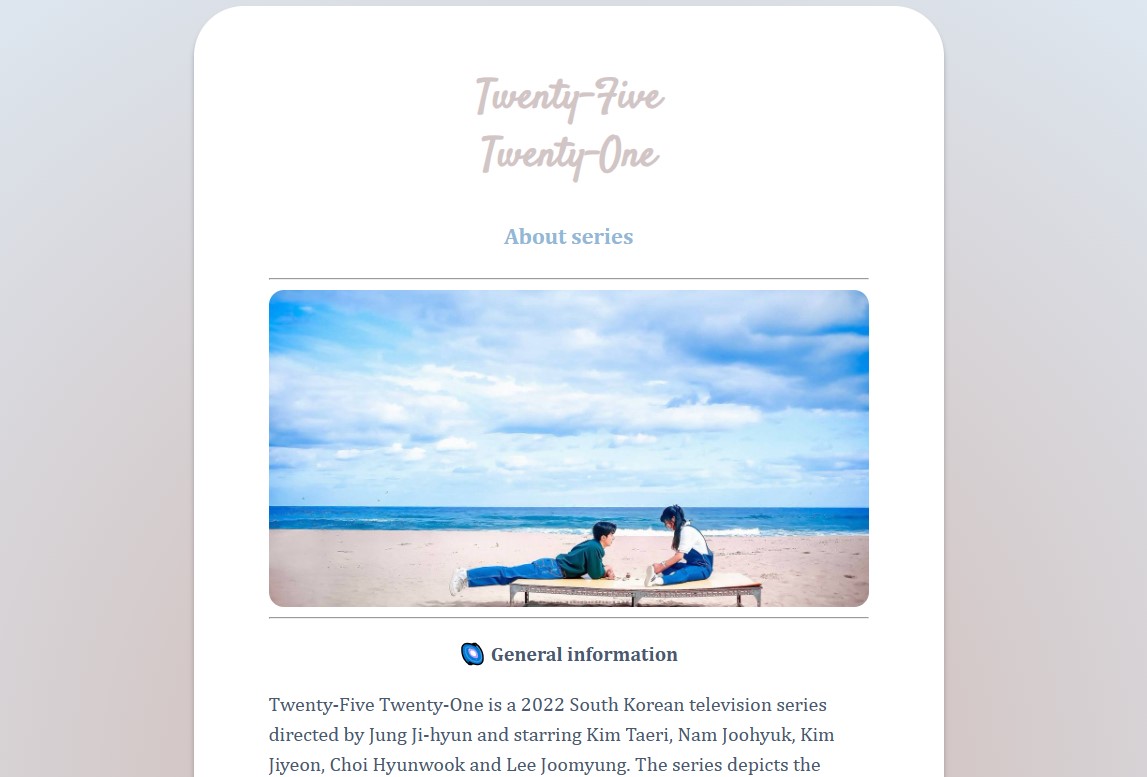 Twenty-Five
Twenty-One
About series
General information
Twenty-Five Twenty-One is a 2022 South Korean television series
directed by Jung Ji-hyun and starring Kim Taeri, Nam Joohyuk, Kim
Jiyeon, Choi Hyunwook and Lee Joomyung. The series depicts the